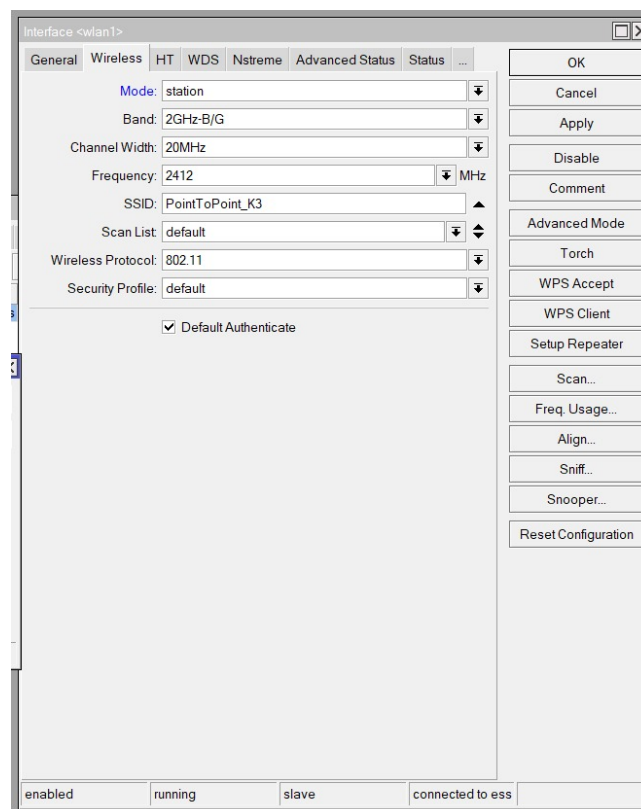 Interface <wlan1>
General Wireless HT WDS Nstreme Advanced Status Status ...
Mode: station
Band: 2GHz-B/G
Channel Width: 20MHz
Frequency: 2412 MHz
SSID: PointToPoint_K3
Scan List: default
Wireless Protocol: 802.11
Security Profile: default
Default Authenticate
OK
Cancel
Apply
Disable
Comment
Advanced Mode
Torch
WPS Accept
WPS Client
Setup Repeater
Scan...
Freq. Usage...
Align...
Sniff...
Snooper...
Reset Configuration
enabled running slave connected to ess